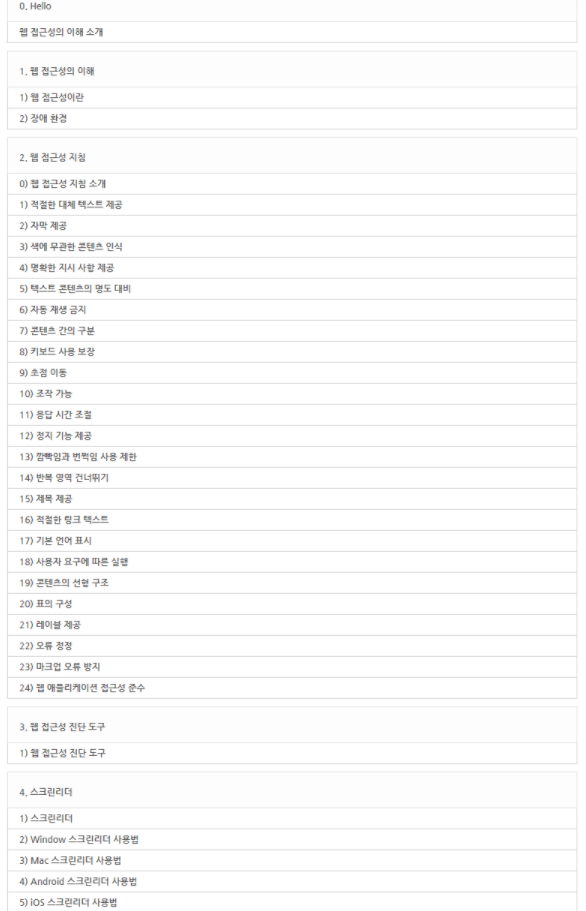 0. Hello
웹 접근성의 이해 소개
1. 웹 접근성의 이해
1) 웹 접근성이란
2) 장애 환경
2. 웹 접근성 지침
0) 웹 접근성 지침 소개
1) 적절한 대체 텍스트 제공
2) 자막 제공
3) 색에 무관한 콘텐츠 인식
4) 명확한 지시 사항 제공
5) 텍스트 콘텐츠의 명도 대비
6) 자동 재생 금지
7) 콘텐츠 간의 구분
8) 키보드 사용 보장
9) 초점 이동
10) 조작 가능
11) 응답 시간 조절
12) 정지 기능 제공
13) 깜빡임과 번쩍임 사용 제한
14) 반복 영역 건너뛰기
15) 제목 제공
16) 적절한 링크 텍스트
17) 기본 언어 표시
18) 사용자 요구에 따른 실행
19) 콘텐츠의 선형 구조
20) 표의 구성
21) 레이블 제공
22) 오류 정정
23) 마크업 오류 방지
24) 웹 애플리케이션 접근성 준수
3. 웹 접근성 진단 도구
1) 웹 접근성 진단 도구
4. 스크린리더
1) 스크린리더
2) Window 스크린리더 사용법
3) Mac 스크린리더 사용법
4) Android 스크린리더 사용법
5) iOS 스크린리더 사용법